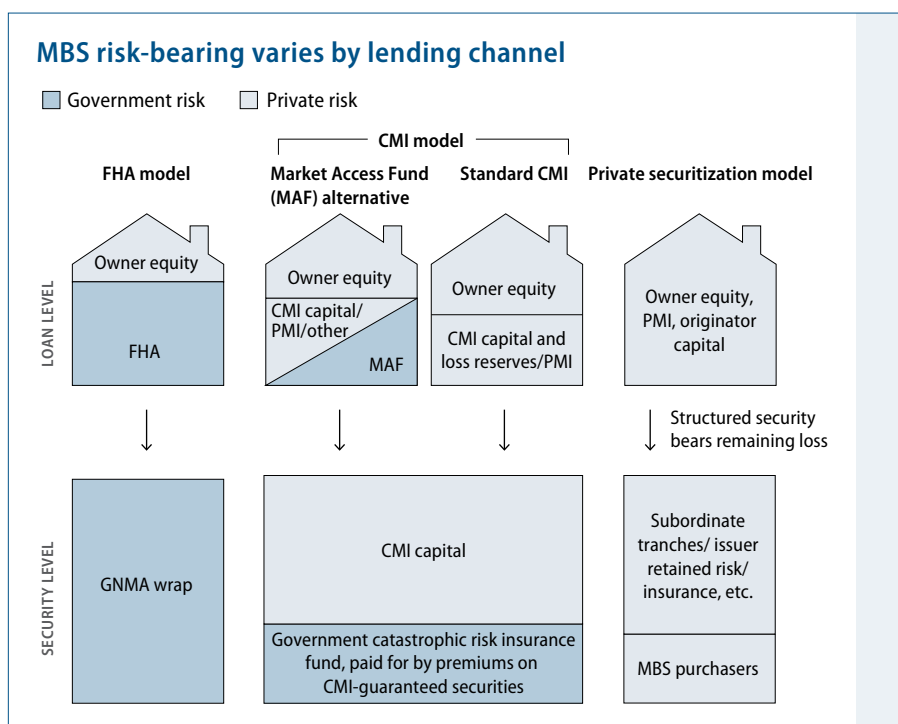 MBS risk-bearing varies by lending channel
Government risk
Private risk
CMI model
FHA model
Market Access Fund
(MAF) alternative
Standard CMI
Private securitization model
LOAN LEVEL
Owner equity
FHA
Owner equity
CMI capital/
PMI/other
MAF
Owner equity
CMI capital and
loss reserves/PMI
Owner equity,
PMI, originator
capital
Structured security
bears remaining loss
SECURITY LEVEL
GNMA wrap
CMI capital
Government catastrophic risk insurance
fund, paid for by premiums on
CMI-guaranteed securities
Subordinate
tranches/ issuer
retained risk/
insurance, etc.
MBS purchasers